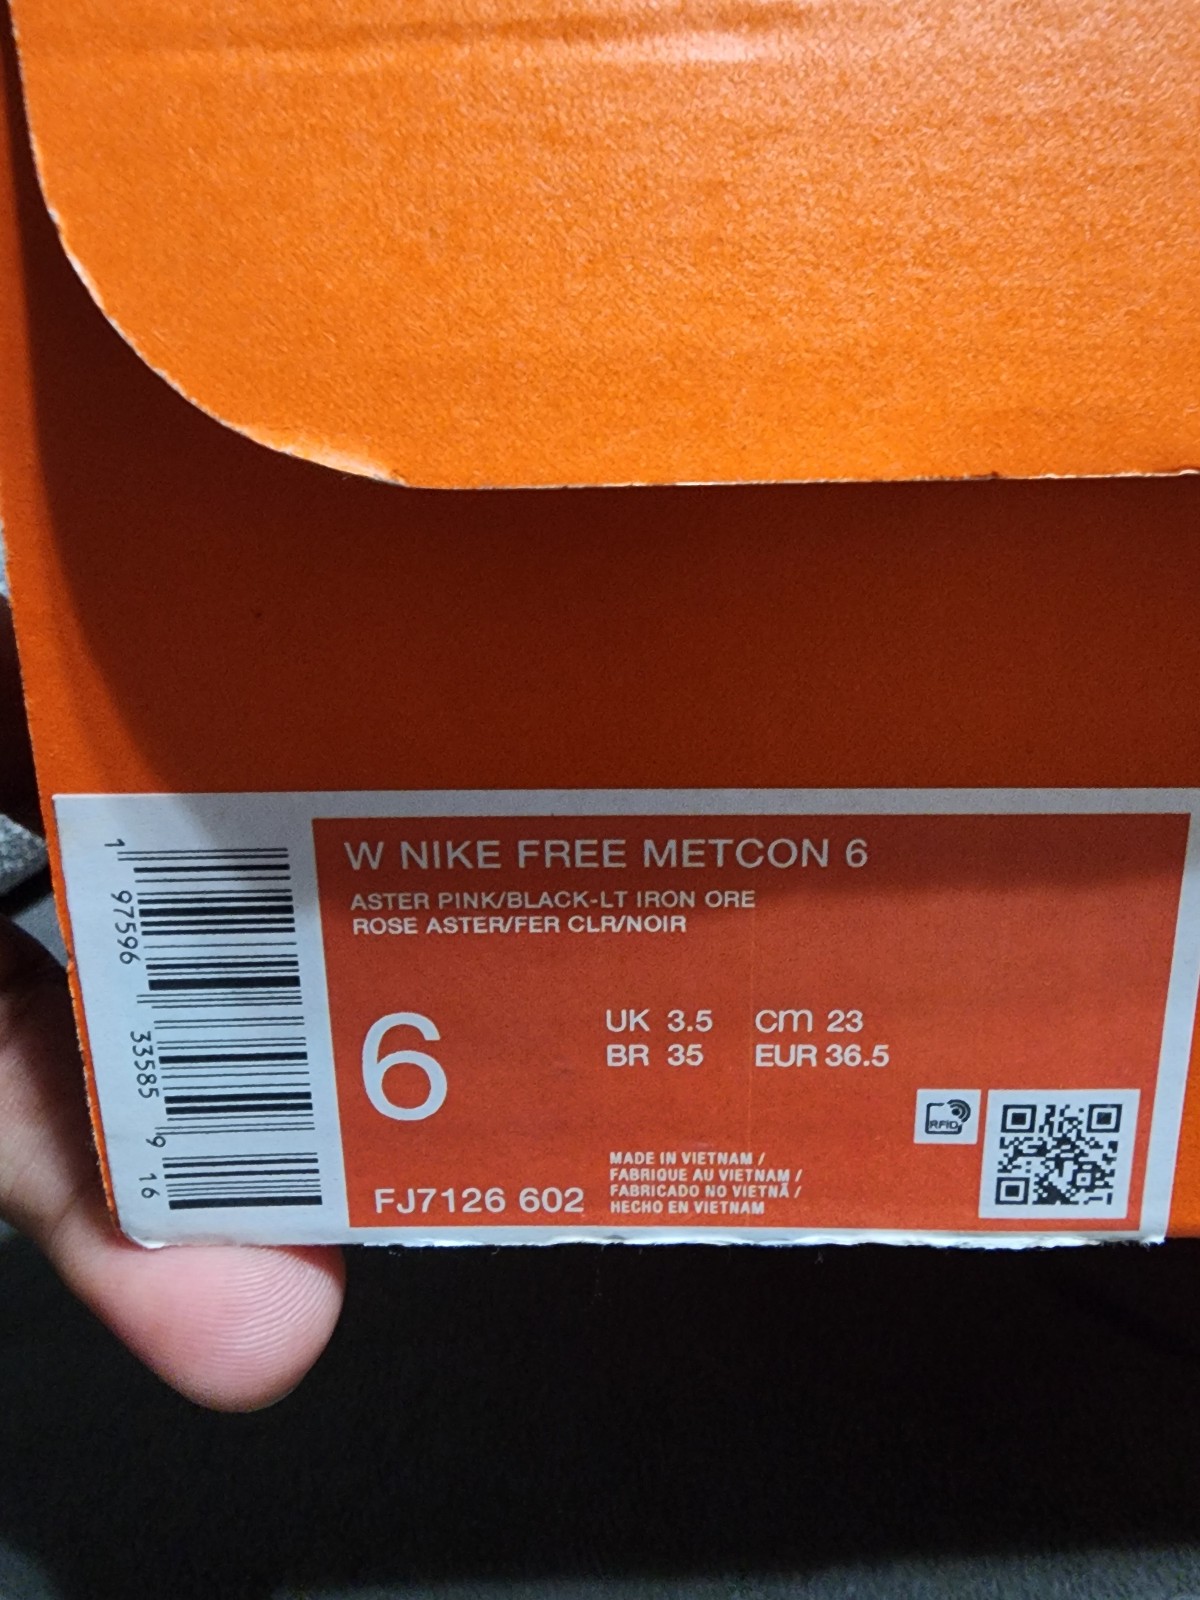 1 97596 33585 9 16
W NIKE FREE METCON 6
ASTER PINK/BLACK-LT IRON ORE
ROSE ASTER/FER CLR/NOIR
6
UK 3.5 cm 23
BR 35 EUR 36.5
RFID
FJ7126 602
MADE IN VIETNAM /
FABRIQUE AU VIETNAM /
FABRICADO NO VIETNÃ /
HECHO EN VIETNAM